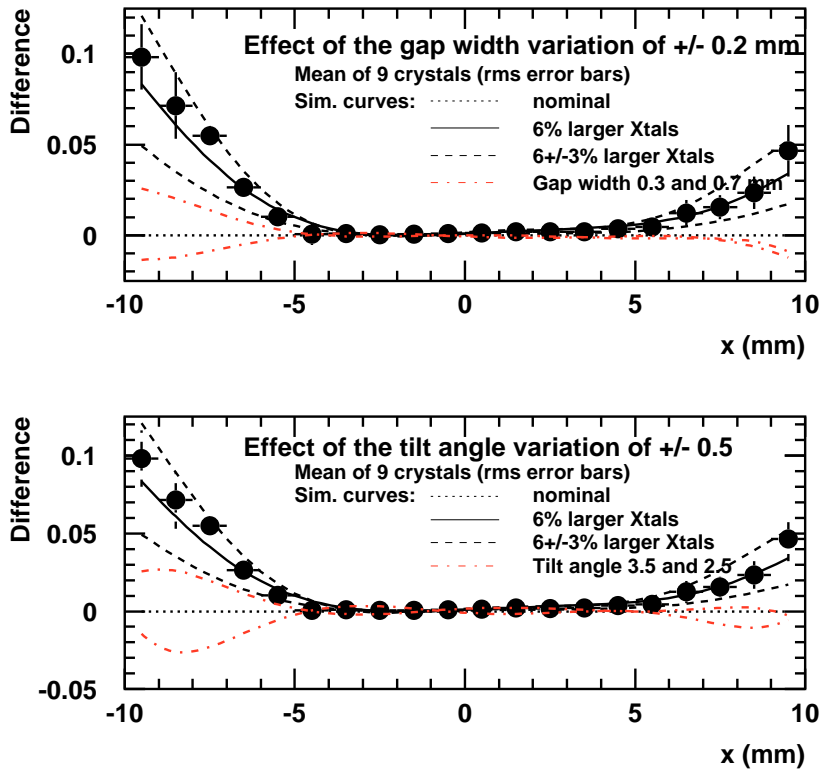 Difference
0.1
0.05
0
Effect of the gap width variation of +/- 0.2 mm
Mean of 9 crystals (rms error bars)
Sim. curves:
nominal
6% larger Xtals
6+/-3% larger Xtals
Gap width 0.3 and 0.7 mm
-10
-5
0
5
10
x (mm)
Difference
0.1
0.05
0
-0.05
Effect of the tilt angle variation of +/- 0.5
Mean of 9 crystals (rms error bars)
Sim. curves:
nominal
6% larger Xtals
6+/-3% larger Xtals
Tilt angle 3.5 and 2.5
-10
-5
0
5
10
x (mm)